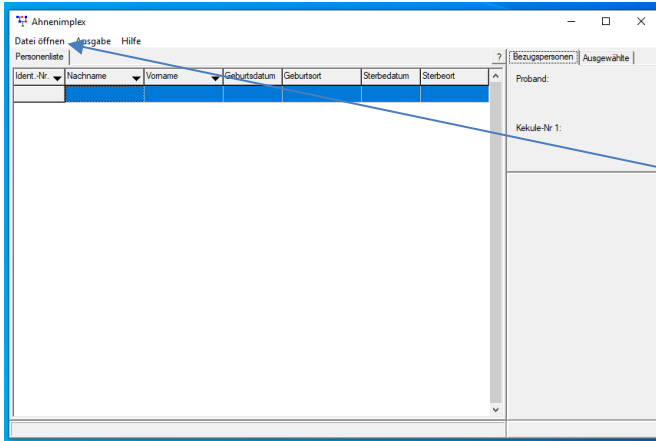 Ahnenimplex
Datei öffnen Ausgabe Hilfe
Personenliste ? Bezugspersonen Ausgewählte
Ident.-Nr. Nachname Vorname Geburtsdatum Geburtsort Sterbedatum Sterbeort
Proband:
Kekule-Nr 1: